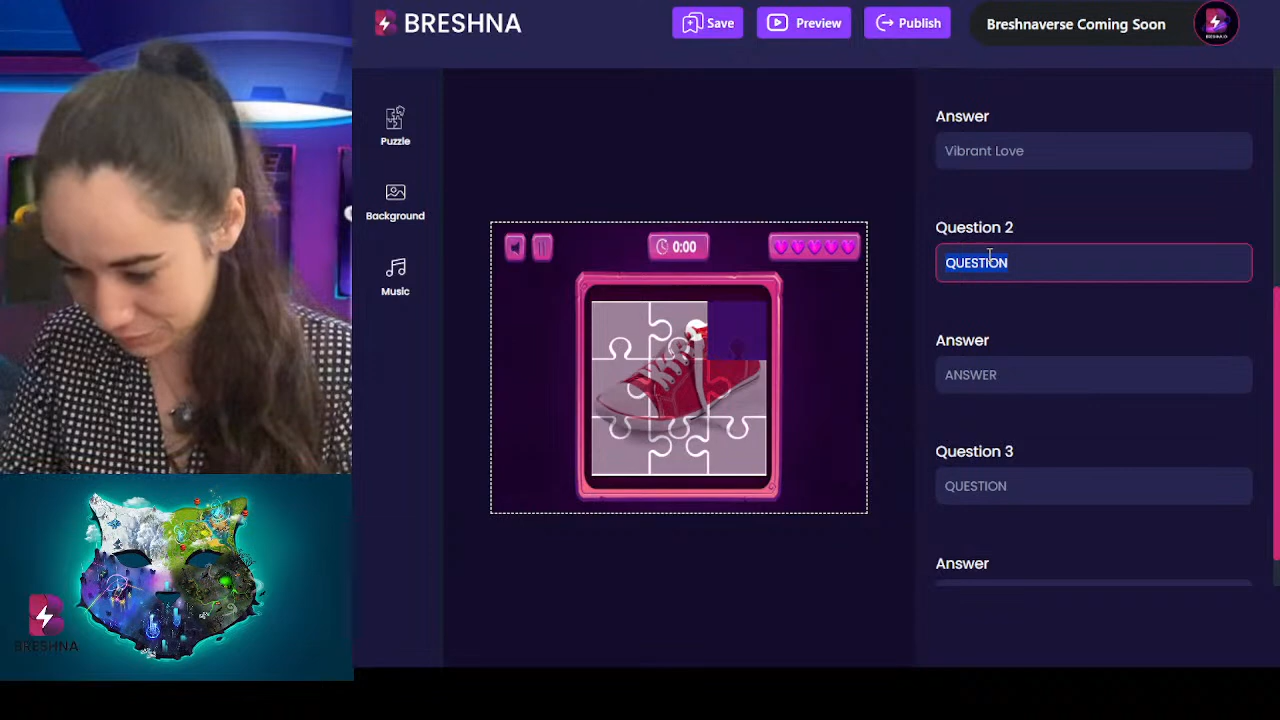 BRESHNA
Save
Preview
Publish
Breshnaverse Coming Soon
Puzzle
Background
Music
0:00
Answer
Vibrant Love
Question 2
QUESTION
Answer
ANSWER
Question 3
QUESTION
Answer
BRESHNA